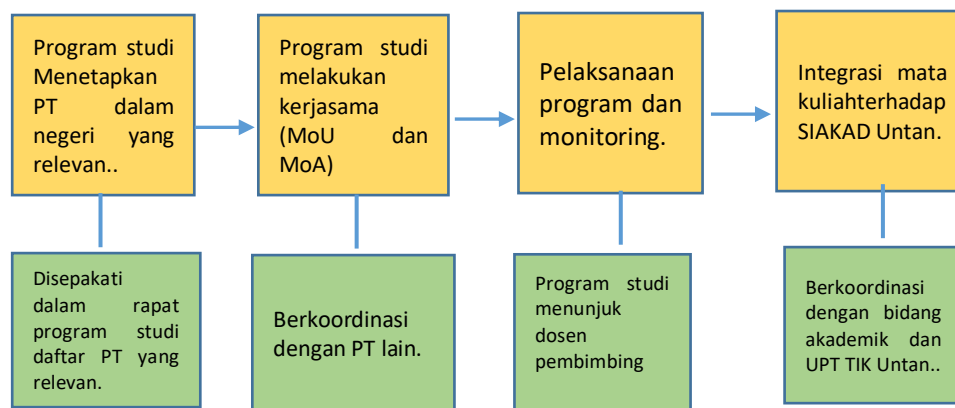 Program studi
Menetapkan
PT dalam
negeri yang
relevan..
Program studi
melakukan
kerjasama
(MoU dan
MoA)
Pelaksanaan
program dan
monitoring.
Integrasi mata
kuliahterhadap
SIAKAD Untan.
Disepakati
dalam rapat
program studi
daftar PT yang
relevan.
Berkoordinasi
dengan PT lain.
Program studi
menunjuk
dosen
pembimbing
Berkoordinasi
dengan bidang
akademik dan
UPT TIK Untan..